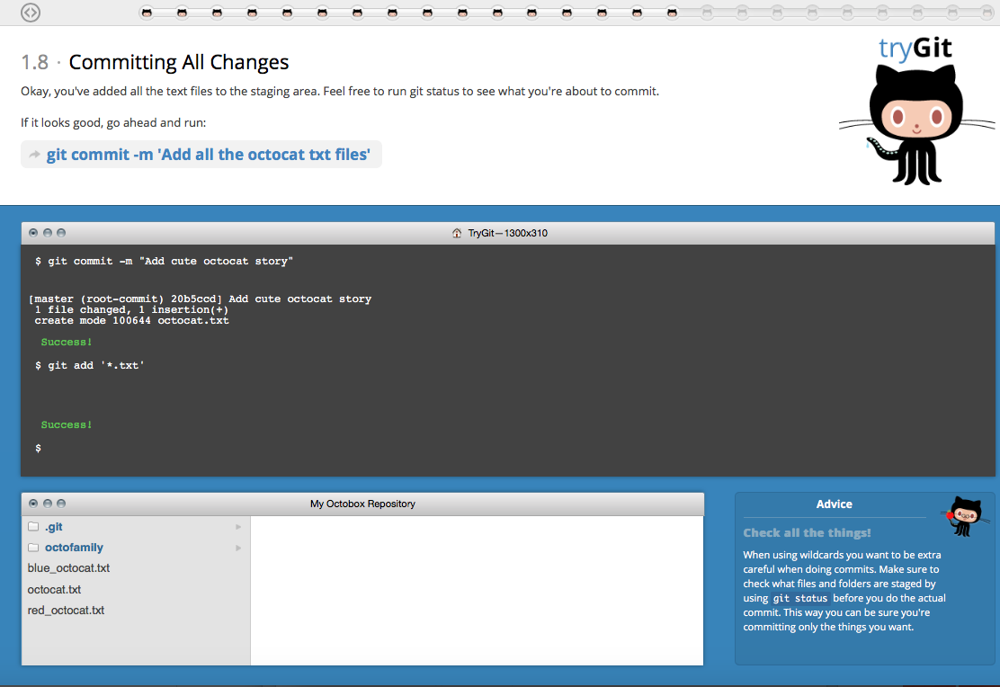 tryGit
1.8 · Committing All Changes
Okay, you've added all the text files to the staging area. Feel free to run git status to see what you're about to commit.
If it looks good, go ahead and run:
git commit -m 'Add all the octocat txt files'
TryGit—1300x310
$ git commit -m "Add cute octocat story"
[master (root-commit) 20b5ccd] Add cute octocat story
1 file changed, 1 insertion(+)
create mode 100644 octocat.txt
Success!
$ git add '*.txt'
Success!
$
My Octobox Repository
.git
octofamily
blue_octocat.txt
octocat.txt
red_octocat.txt
Advice
Check all the things!
When using wildcards you want to be extra
careful when doing commits. Make sure to
check what files and folders are staged by
using git status before you do the actual
commit. This way you can be sure you're
committing only the things you want.